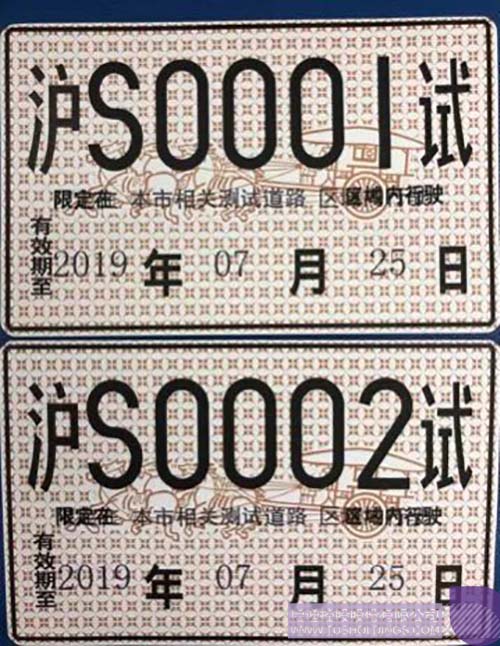 沪S0001试
限定在 本市相关测试道路 区域内行驶
有效期至 2019 年 07 月 25 日
沪S0002试
限定在 本市相关测试道路 区域内行驶
有效期至 2019 年 07 月 25 日